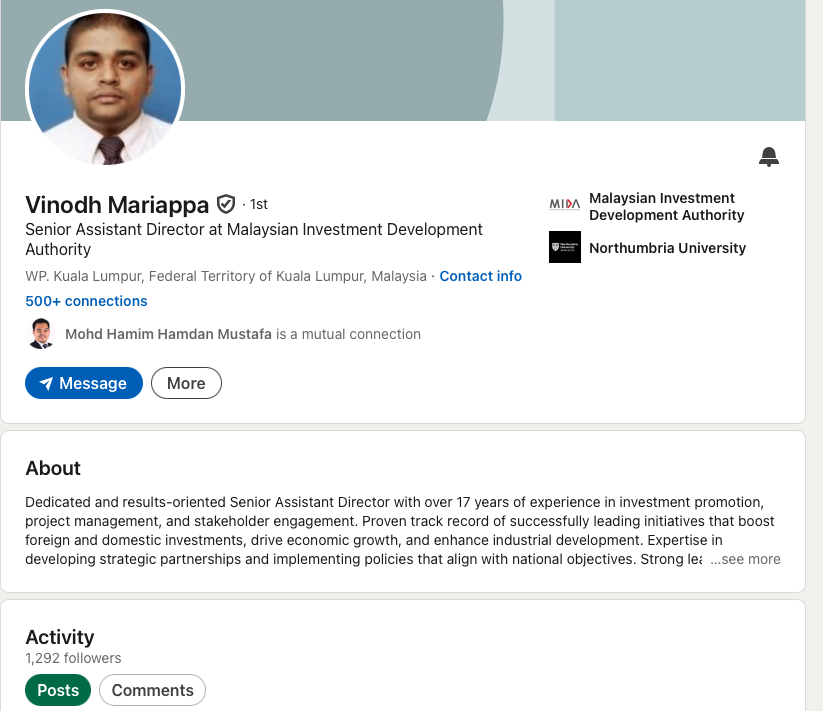 Vinodh Mariappa · 1st
Senior Assistant Director at Malaysian Investment Development
Authority
WP. Kuala Lumpur, Federal Territory of Kuala Lumpur, Malaysia · Contact info
500+ connections
Mohd Hamim Hamdan Mustafa is a mutual connection
Message
More
MIDA
Malaysian Investment
Development Authority
Northumbria
University
Northumbria University
About
Dedicated and results-oriented Senior Assistant Director with over 17 years of experience in investment promotion,
project management, and stakeholder engagement. Proven track record of successfully leading initiatives that boost
foreign and domestic investments, drive economic growth, and enhance industrial development. Expertise in
developing strategic partnerships and implementing policies that align with national objectives. Strong lea …see more
Activity
1,292 followers
Posts
Comments